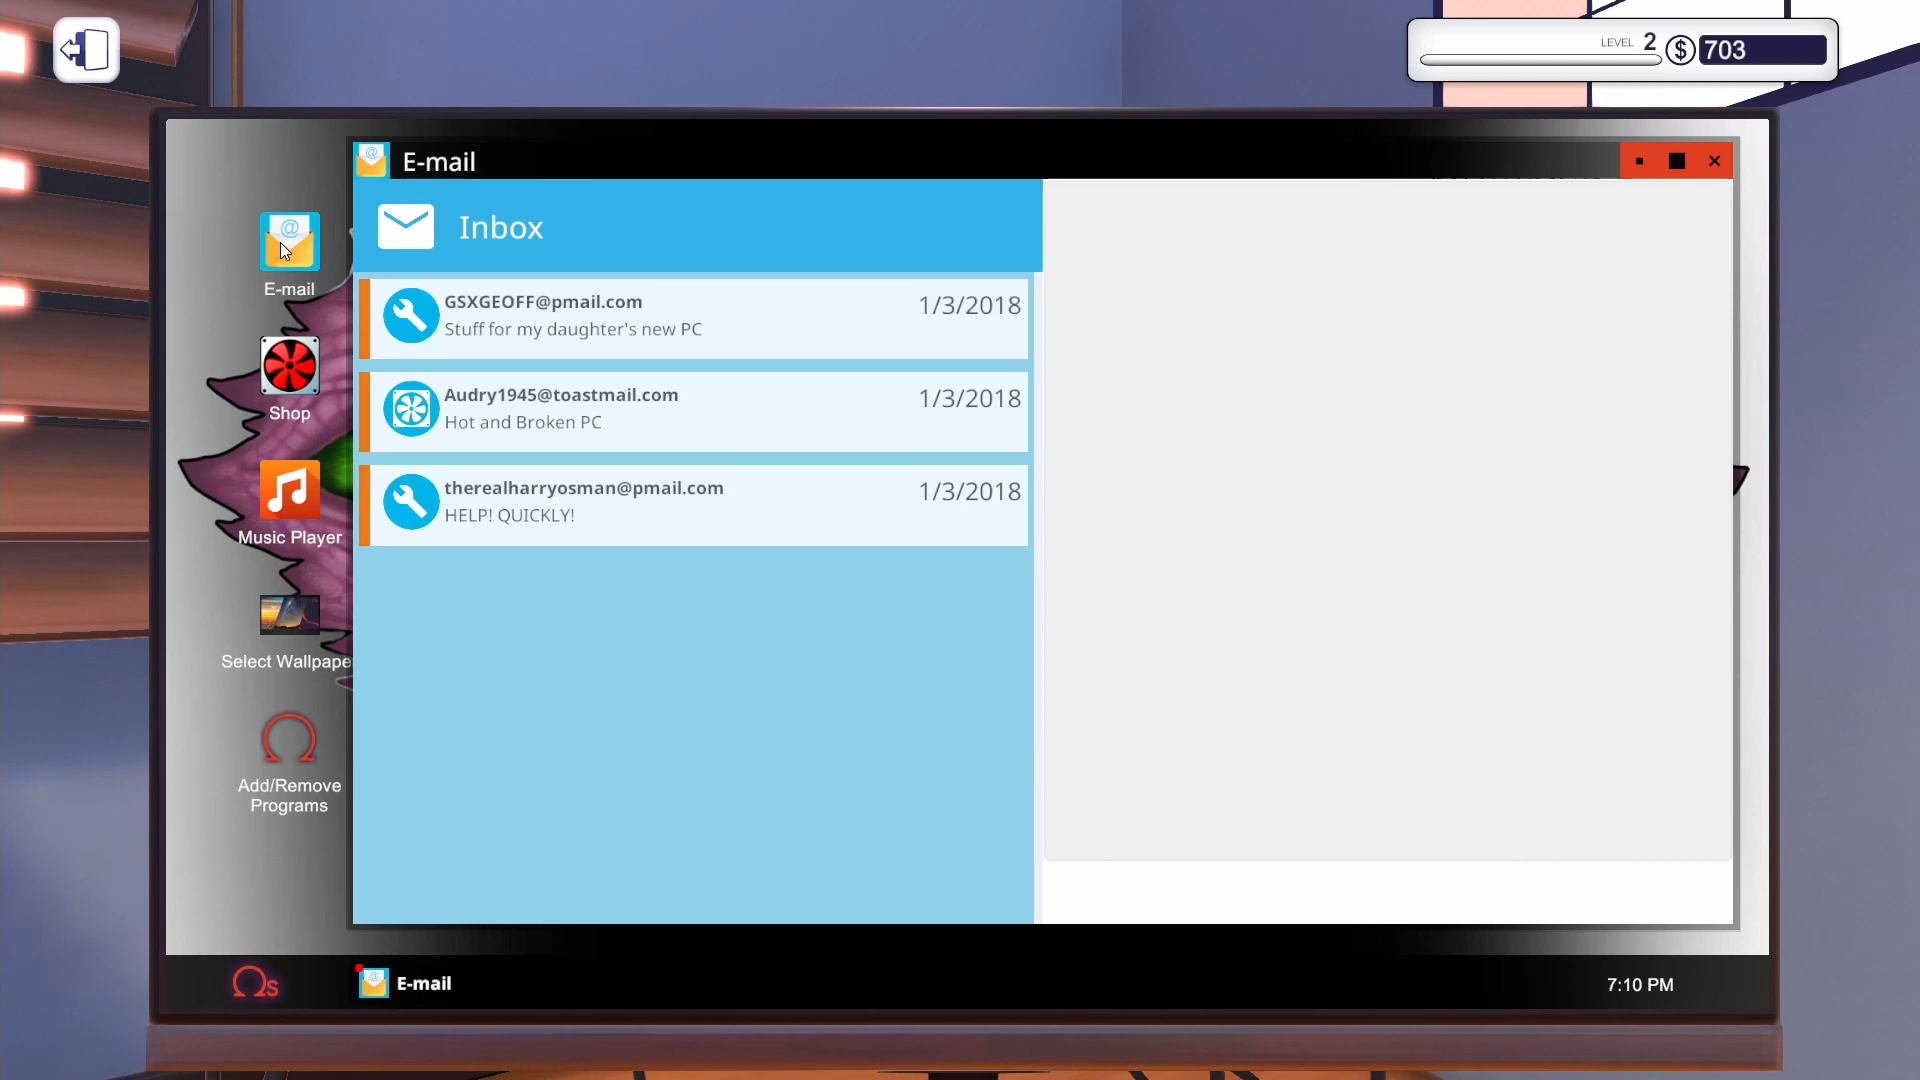 LEVEL 2
$ 703
E-mail
Inbox
GSXGEOFF@pmail.com
1/3/2018
Stuff for my daughter's new PC
Audry1945@toastmail.com
1/3/2018
Hot and Broken PC
therealharryosman@pmail.com
1/3/2018
HELP! QUICKLY!
E-mail
Shop
Music Player
Select Wallpape
Add/Remove
Programs
Ωs
E-mail
7:10 PM